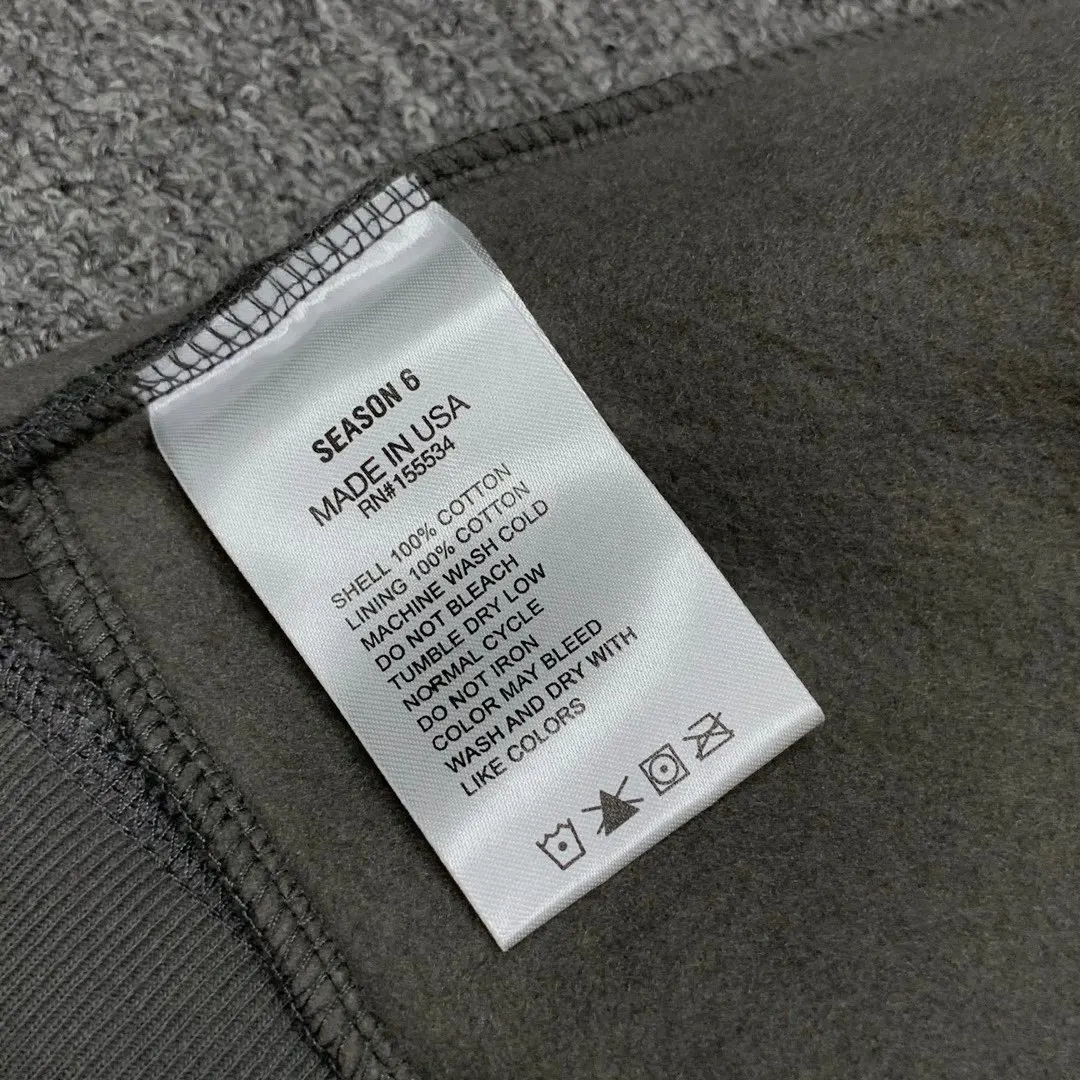 SEASON 6
MADE IN USA
RN#155534
SHELL 100% COTTON
LINING 100% COTTON
MACHINE WASH COLD
DO NOT BLEACH
TUMBLE DRY LOW
NORMAL CYCLE
DO NOT IRON
COLOR MAY BLEED
WASH AND DRY WITH
LIKE COLORS